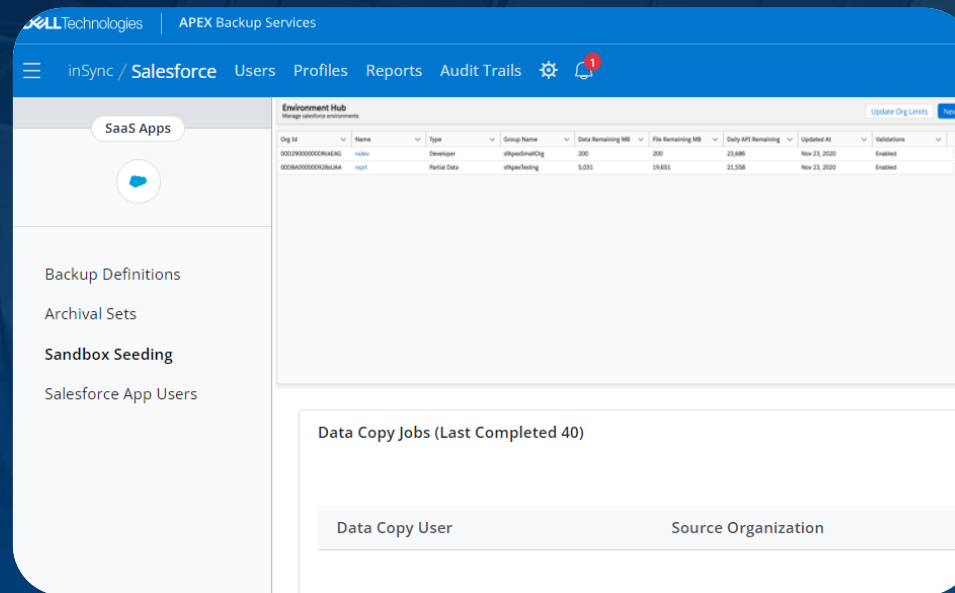 DELLTechnologies | APEX Backup Services
inSync / Salesforce Users Profiles Reports Audit Trails 1
SaaS Apps
Environment Hub
Manage salesforce environments
Update Org Limits New
Org Id Name Type Group Name Data Remaining MB File Remaining MB Daily API Remaining Updated At Validations
Developer sfApexSmallOrg 200 200 23,686 Nov 23, 2020 Enabled
Partial Data sfApexTesting 5,031 19,651 21,558 Nov 23, 2020 Enabled
Backup Definitions
Archival Sets
Sandbox Seeding
Salesforce App Users
Data Copy Jobs (Last Completed 40)
Data Copy User Source Organization